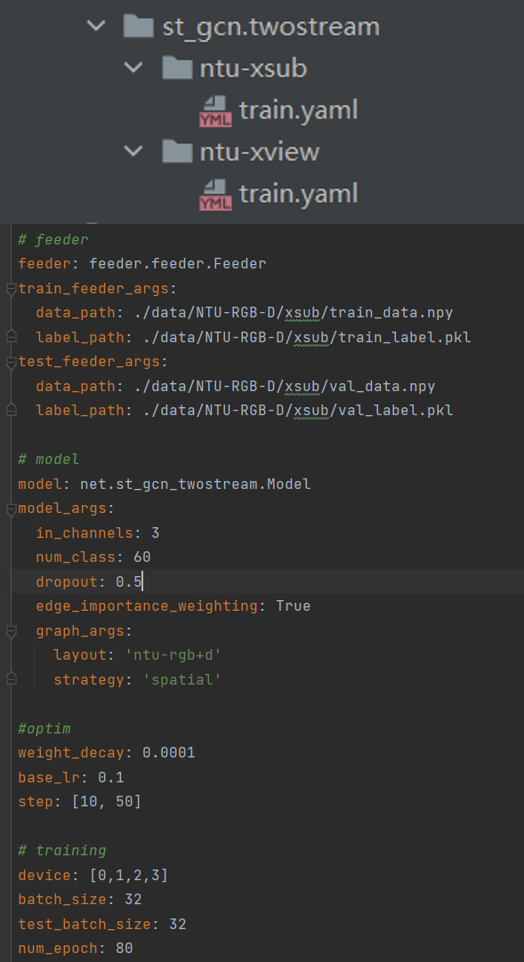 st_gcn.twostream
ntu-xsub
YML train.yaml
ntu-xview
YML train.yaml
# feeder
feeder: feeder.feeder.Feeder
train_feeder_args:
  data_path: ./data/NTU-RGB-D/xsub/train_data.npy
  label_path: ./data/NTU-RGB-D/xsub/train_label.pkl
test_feeder_args:
  data_path: ./data/NTU-RGB-D/xsub/val_data.npy
  label_path: ./data/NTU-RGB-D/xsub/val_label.pkl
# model
model: net.st_gcn_twostream.Model
model_args:
  in_channels: 3
  num_class: 60
  dropout: 0.5
  edge_importance_weighting: True
  graph_args:
    layout: 'ntu-rgb+d'
    strategy: 'spatial'
#optim
weight_decay: 0.0001
base_lr: 0.1
step: [10, 50]
# training
device: [0,1,2,3]
batch_size: 32
test_batch_size: 32
num_epoch: 80